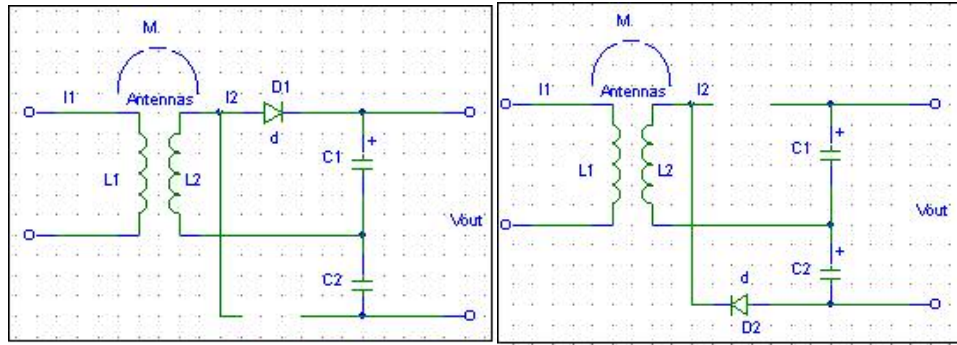 M.
I1
Antennas
I2
D1
d
L1
L2
C1
+
Vout
C2
M.
I1
Antennas
I2
L1
L2
C1
+
Vout
C2
+
d.
D2